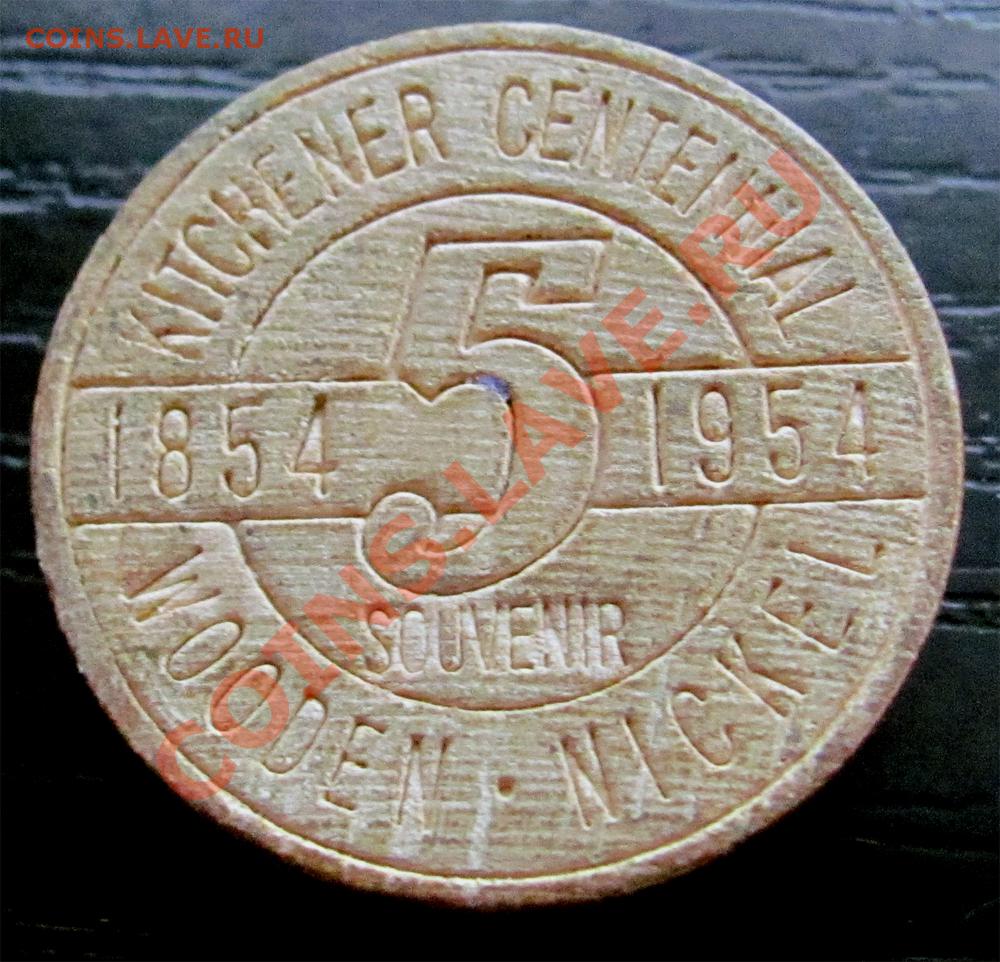 COINS.LAVE.RU
KITCHENER CENTENNIAL
5
1854 1954
SOUVENIR
WOODEN · NICKEL
COINS.LAVE.RU